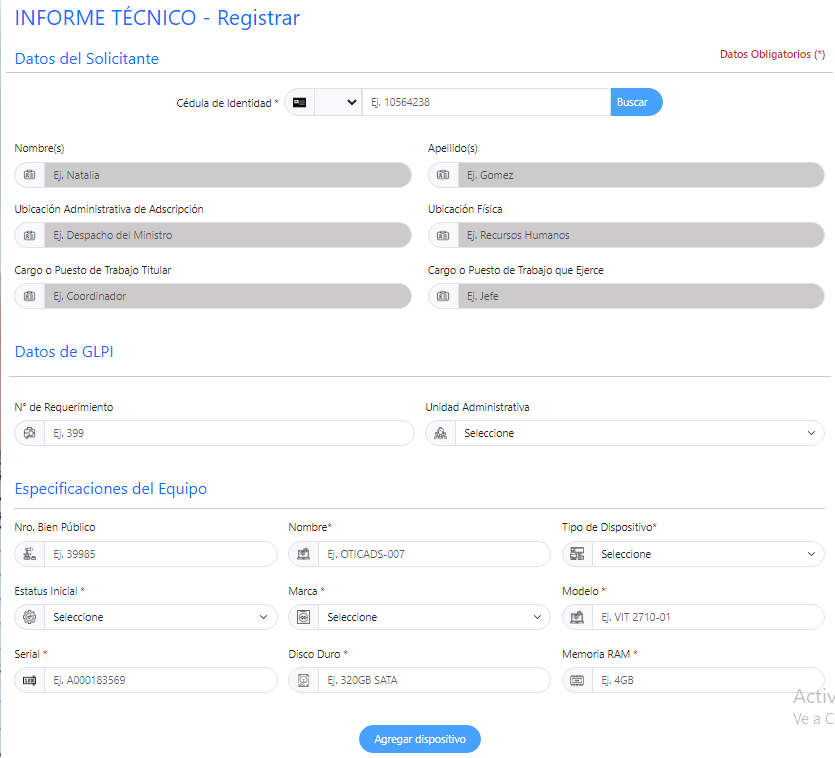 INFORME TÉCNICO - Registrar
Datos del Solicitante
Datos Obligatorios (*)
Cédula de Identidad * Ej. 10564238 Buscar
Nombre(s) Apellido(s)
Ej. Natalia Ej. Gomez
Ubicación Administrativa de Adscripción Ubicación Física
Ej. Despacho del Ministro Ej. Recursos Humanos
Cargo o Puesto de Trabajo Titular Cargo o Puesto de Trabajo que Ejerce
Ej. Coordinador Ej. Jefe
Datos de GLPI
N° de Requerimiento Unidad Administrativa
Ej. 399 Seleccione
Especificaciones del Equipo
Nro. Bien Público Nombre* Tipo de Dispositivo*
Ej. 39985 Ej. OTICADS-007 Seleccione
Estatus Inicial * Marca * Modelo *
Seleccione Seleccione Ej. VIT 2710-01
Serial * Disco Duro * Memoria RAM *
Ej. A000183569 Ej. 320GB SATA Ej. 4GB
Activ
Ve a C
Agregar dispositivo